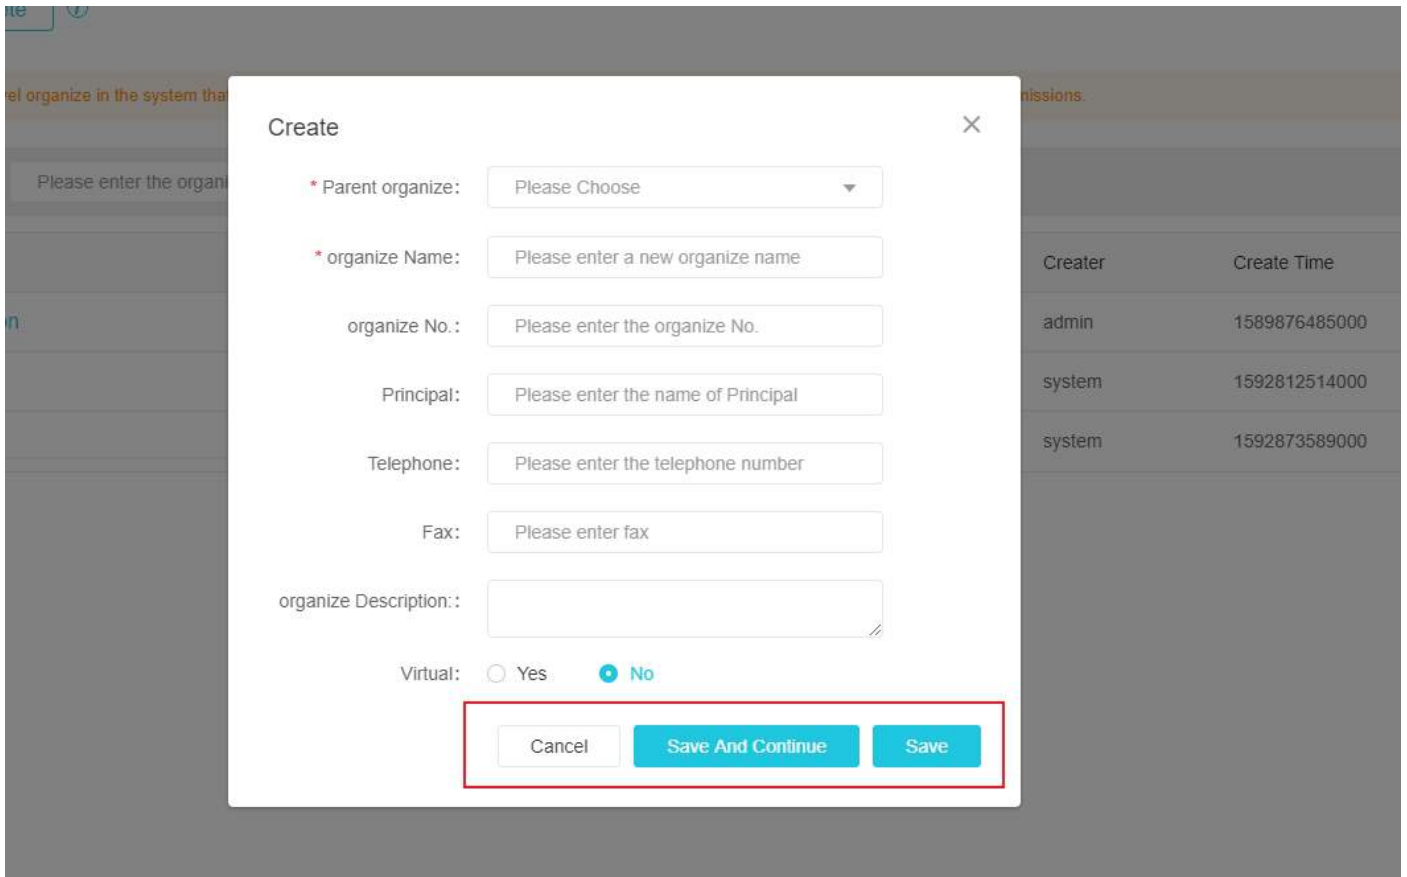 el organize in the system tha
nissions.
Create
Please enter the organi
* Parent organize:
Please Choose
* organize Name:
Please enter a new organize name
Creater
Create Time
on
organize No.:
Please enter the organize No.
admin
1589876485000
Principal:
Please enter the name of Principal
system
1592812514000
Telephone:
Please enter the telephone number
system
1592873589000
Fax:
Please enter fax
organize Description::
Virtual:
Yes
No
Cancel
Save And Continue
Save